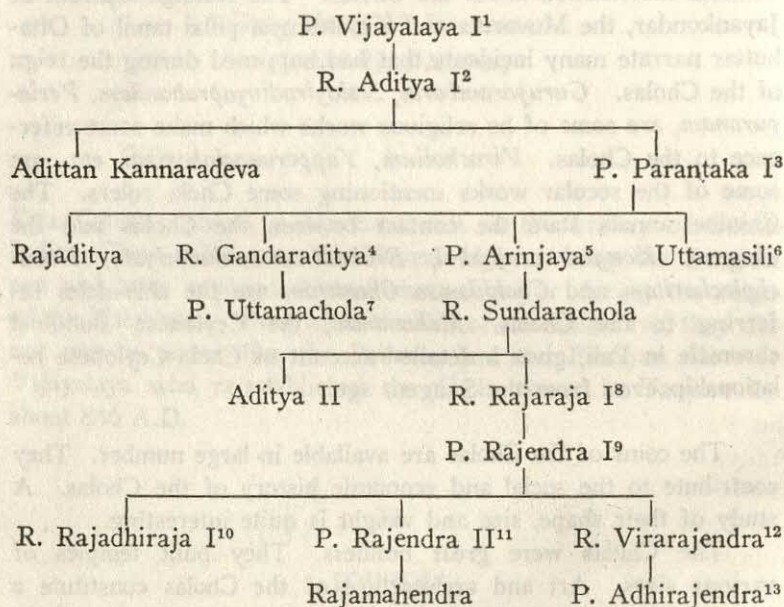 P. Vijayalaya I¹
R. Aditya I²
Adittan Kannaradeva P. Parantaka I³
Rajaditya R. Gandaraditya⁴ P. Arinjaya⁵ Uttamasili⁶
P. Uttamachola⁷ R. Sundarachola
Aditya II R. Rajaraja I⁸
P. Rajendra I⁹
R. Rajadhiraja I¹⁰ P. Rajendra II¹¹ R. Virarajendra¹²
Rajamahendra P. Adhirajendra¹³